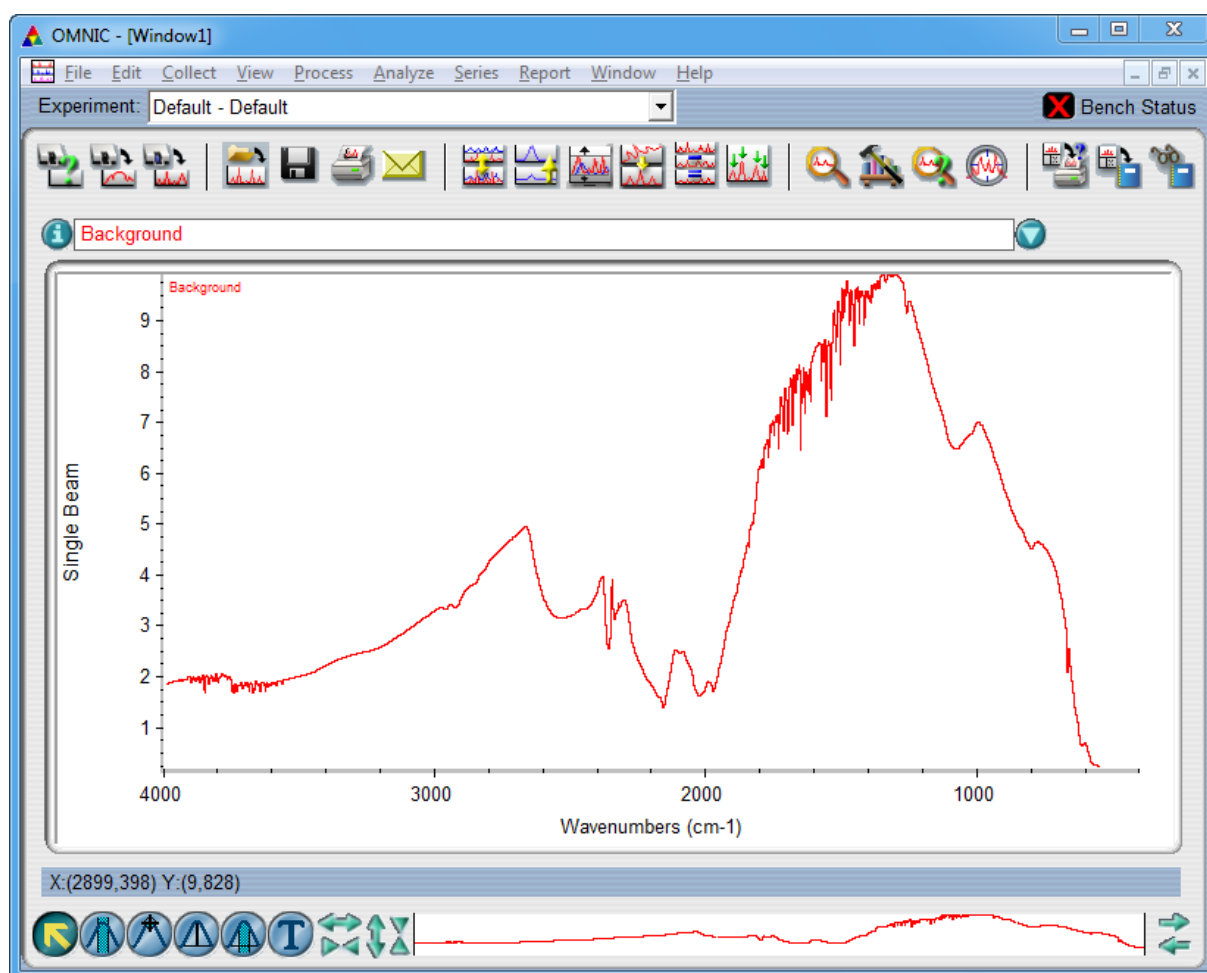 OMNIC - [Window1]
File Edit Collect View Process Analyze Series Report Window Help
Experiment: Default - Default
Bench Status
Background
Background
9
8
7
6
5
4
3
2
1
Single Beam
4000 3000 2000 1000
Wavenumbers (cm-1)
X:(2899,398) Y:(9,828)
T